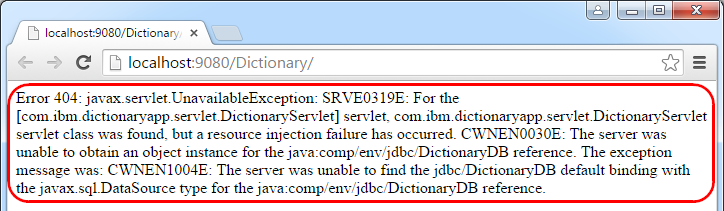 localhost:9080/Dictionary
localhost:9080/Dictionary/
Error 404: javax.servlet.UnavailableException: SRVE0319E: For the
[com.ibm.dictionaryapp.servlet.DictionaryServlet] servlet, com.ibm.dictionaryapp.servlet.DictionaryServlet
servlet class was found, but a resource injection failure has occurred. CWNEN0030E: The server was
unable to obtain an object instance for the java:comp/env/jdbc/DictionaryDB reference. The exception
message was: CWNEN1004E: The server was unable to find the jdbc/DictionaryDB default binding with
the javax.sql.DataSource type for the java:comp/env/jdbc/DictionaryDB reference.